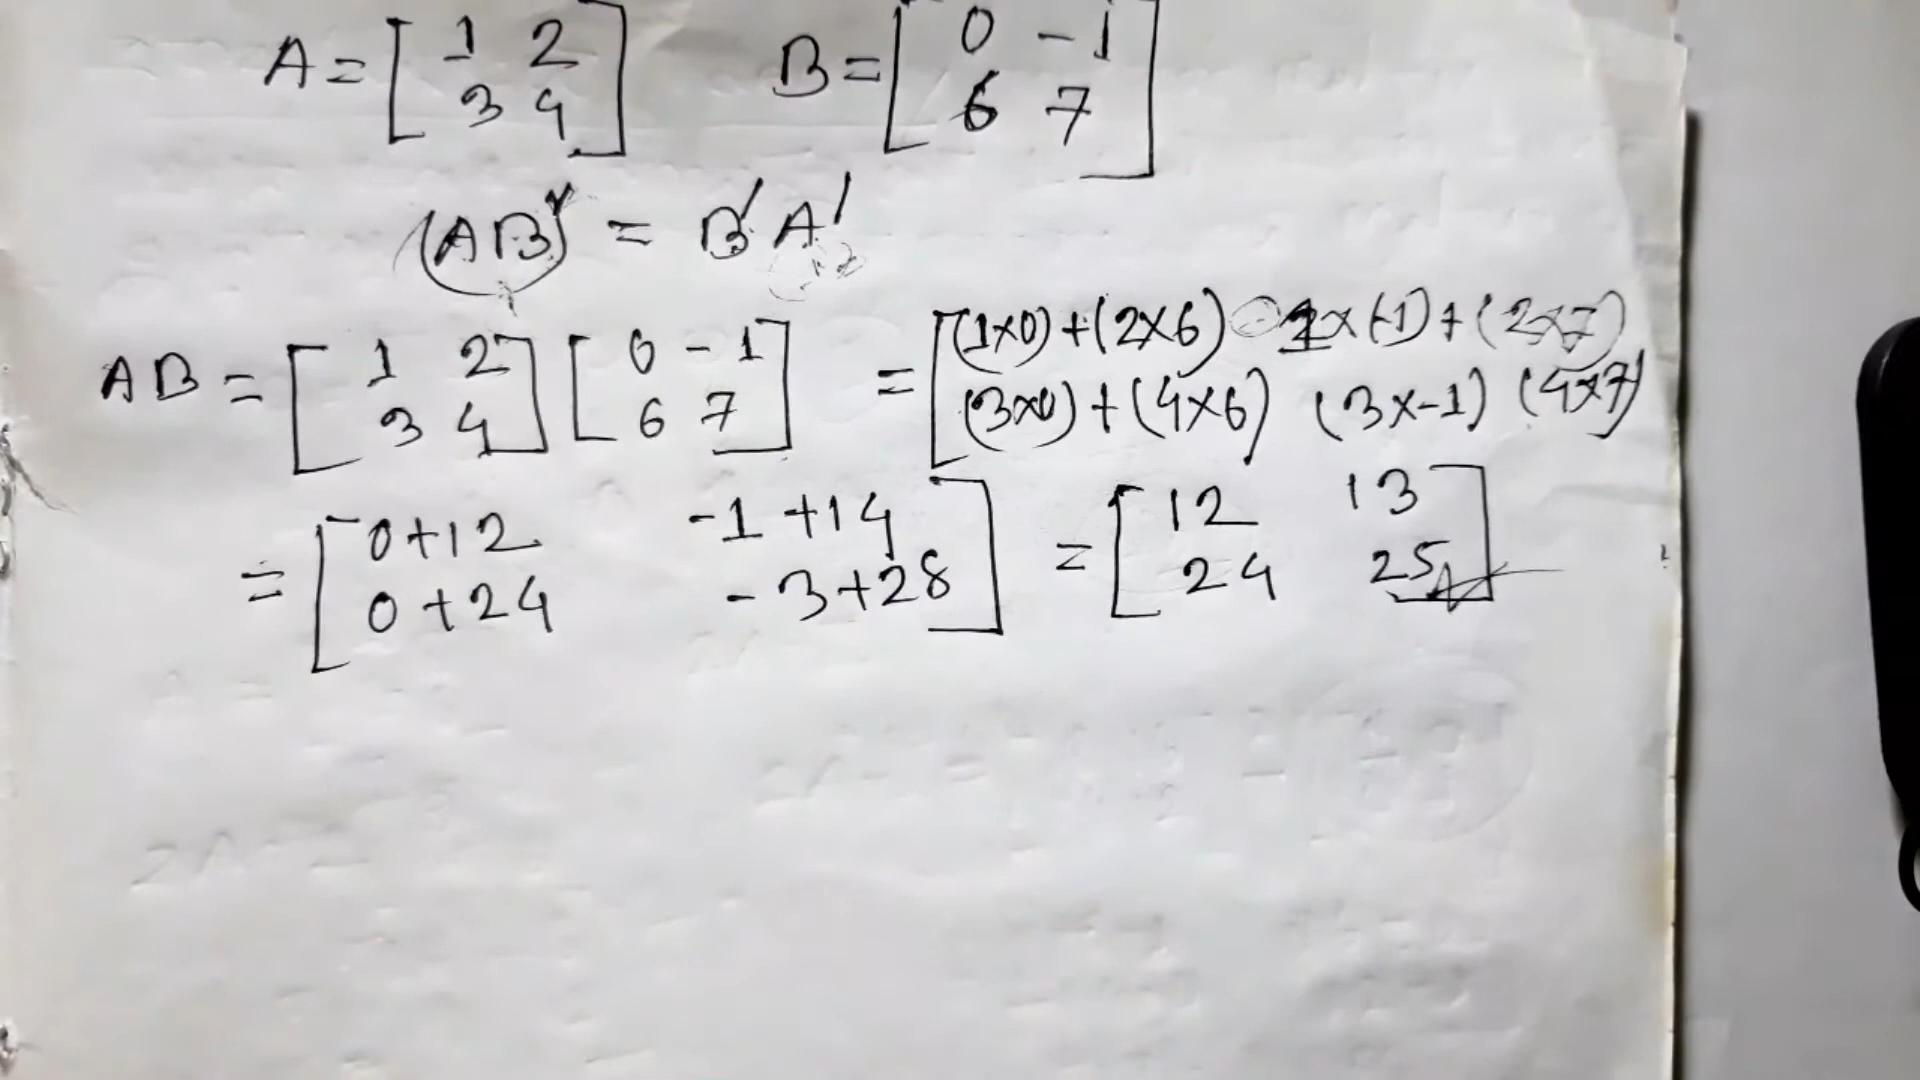 A = [ 1 2    B = [ 0 -1
3 4 ]    6 7 ]
(AB)' = B'A'
AB = [ 1 2 ] [ 0 -1 ] = [ (1×0)+(2×6) 1×(-1)+(2×7)
3 4    6 7    (3×0)+(4×6) (3×-1) (4×7)
= [ 0+12 -1+14 ] = [ 12 13 ]
0+24 -3+28    24 25